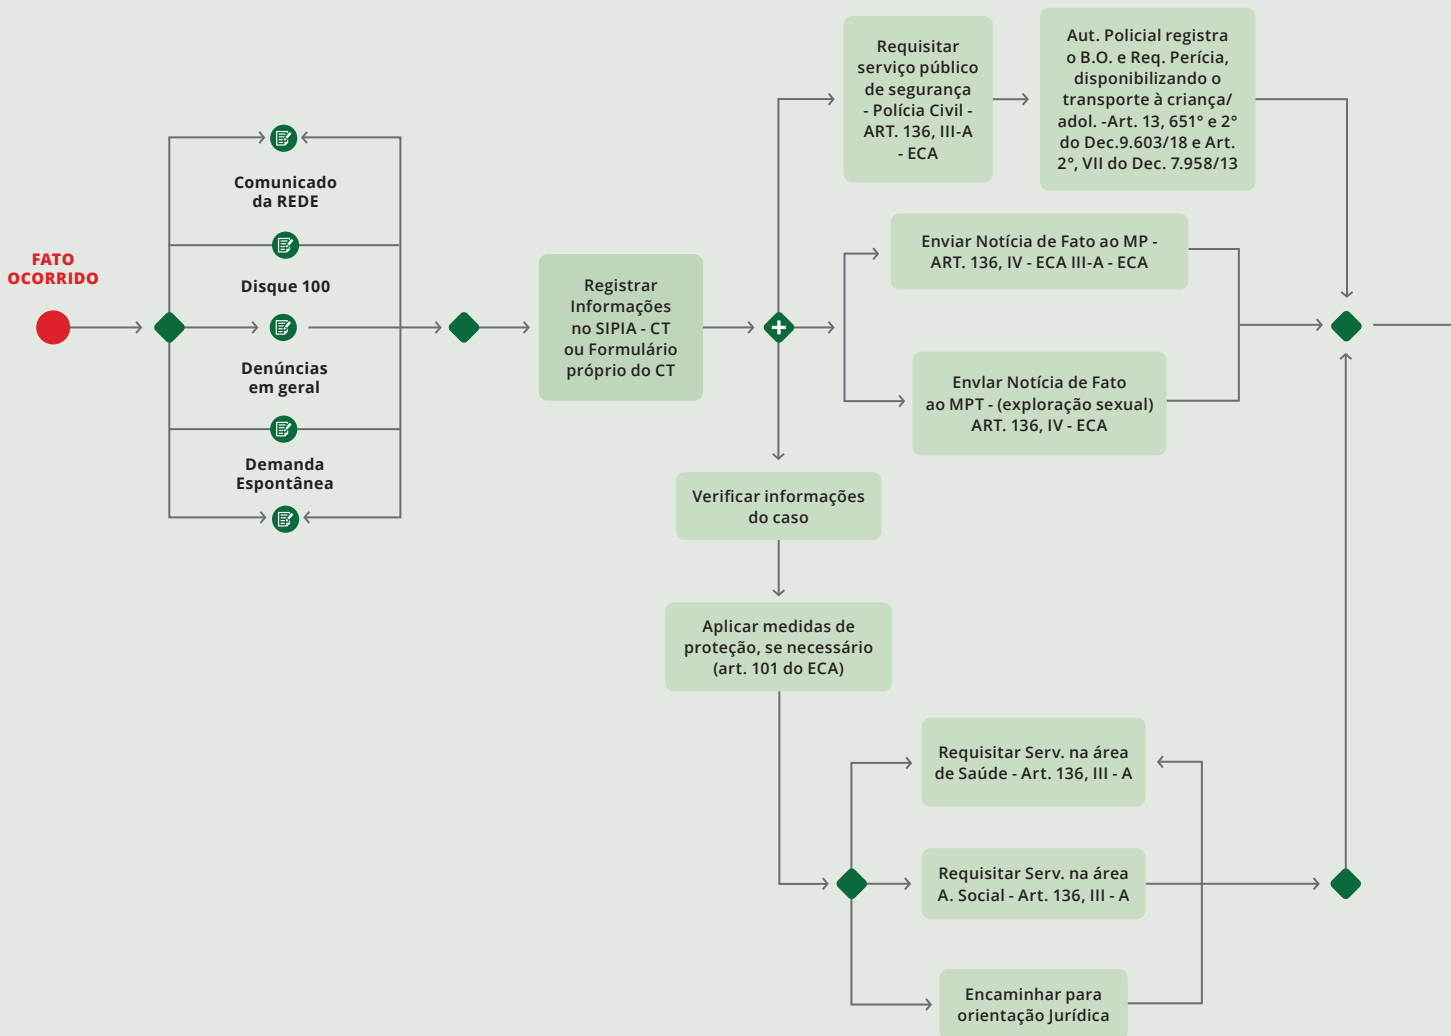 FATO
OCORRIDO
Comunicado
da REDE
Disque 100
Denúncias
em geral
Demanda
Espontânea
Registrar
Informações
no SIPIA - CT
ou Formulário
próprio do CT
Requisitar
serviço público
de segurança
- Polícia Civil -
ART. 136, III-A
- ECA
Aut. Policial registra
o B.O. e Req. Perícia,
disponibilizando o
transporte à criança/
adol. -Art. 13, 651° e 2°
do Dec.9.603/18 e Art.
2°, VII do Dec. 7.958/13
Enviar Notícia de Fato ao MP -
ART. 136, IV - ECA III-A - ECA
Envlar Notícia de Fato
ao MPT - (exploração sexual)
ART. 136, IV - ECA
Verificar informações
do caso
Aplicar medidas de
proteção, se necessário
(art. 101 do ECA)
Requisitar Serv. na área
de Saúde - Art. 136, III - A
Requisitar Serv. na área
A. Social - Art. 136, III - A
Encaminhar para
orientação Jurídica